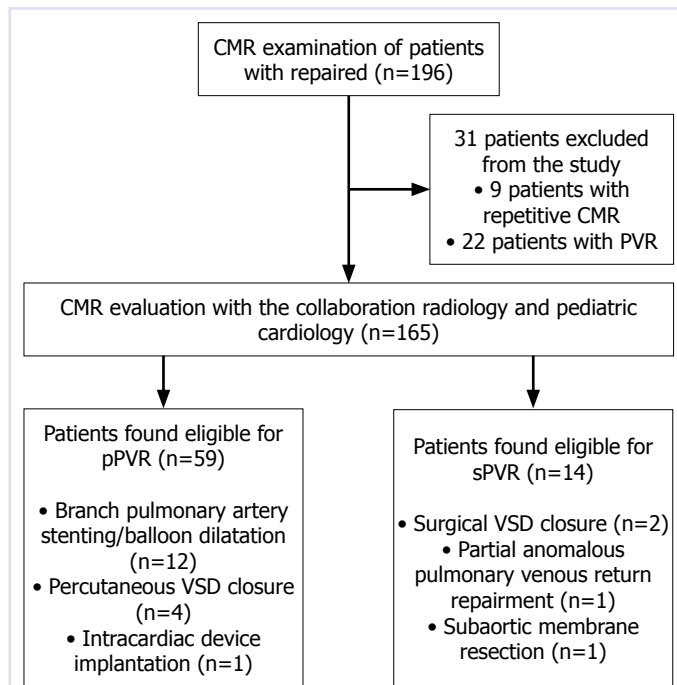 CMR examination of patients
with repaired (n=196)
31 patients excluded
from the study
• 9 patients with
repetitive CMR
• 22 patients with PVR
CMR evaluation with the collaboration radiology and pediatric
cardiology (n=165)
Patients found eligible for
pPVR (n=59)
• Branch pulmonary artery
stenting/balloon dilatation
(n=12)
• Percutaneous VSD closure
(n=4)
• Intracardiac device
implantation (n=1)
Patients found eligible for
sPVR (n=14)
• Surgical VSD closure (n=2)
• Partial anomalous
pulmonary venous return
repairment (n=1)
• Subaortic membrane
resection (n=1)